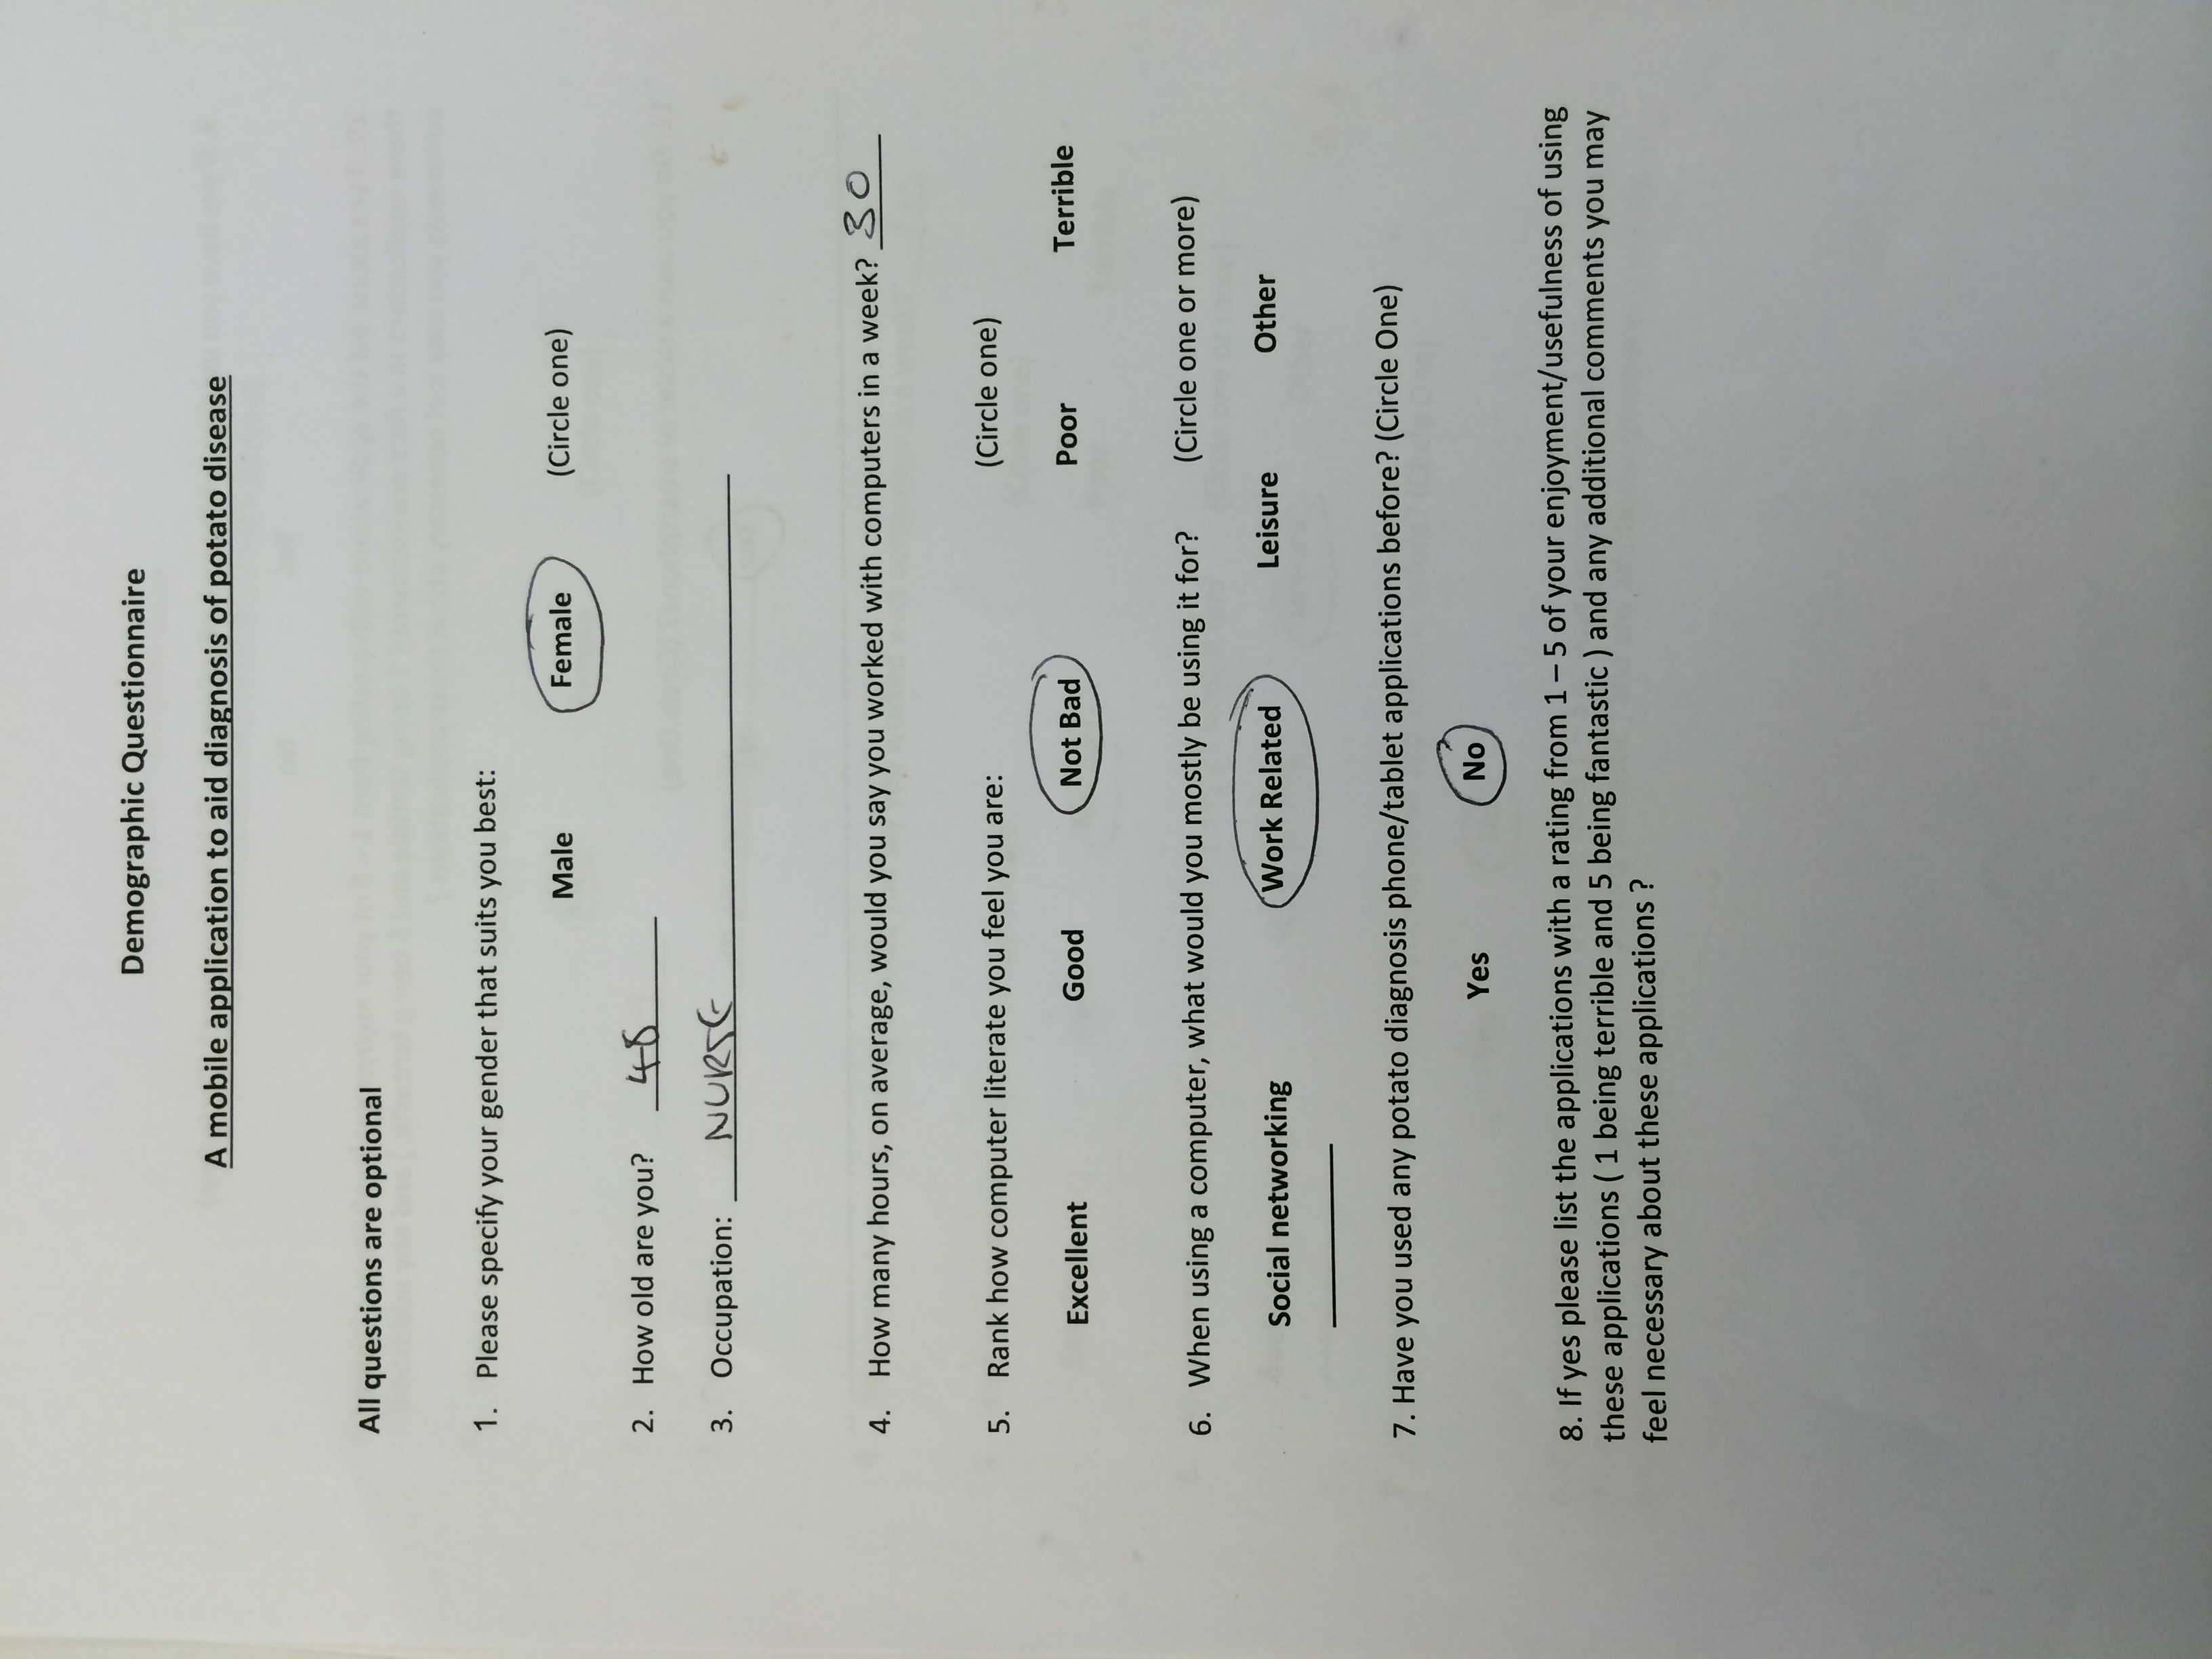 Demographic Questionnaire
A mobile application to aid diagnosis of potato disease
All questions are optional
1. Please specify your gender that suits you best:
Male Female (Circle one)
2. How old are you? 48
3. Occupation: NURSE
4. How many hours, on average, would you say you worked with computers in a week? 30
5. Rank how computer literate you feel you are: (Circle one)
Excellent Good Not Bad Poor Terrible
6. When using a computer, what would you mostly be using it for? (Circle one or more)
Social networking Work Related Leisure Other
7. Have you used any potato diagnosis phone/tablet applications before? (Circle One)
Yes No
8. If yes please list the applications with a rating from 1 – 5 of your enjoyment/usefulness of using
these applications ( 1 being terrible and 5 being fantastic ) and any additional comments you may
feel necessary about these applications ?